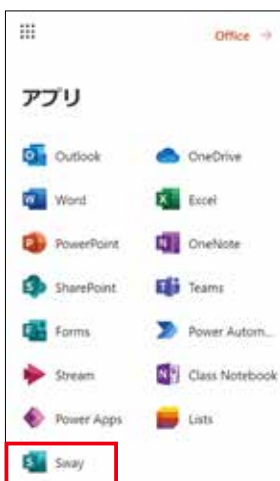 Office →
アプリ
Outlook OneDrive
Word Excel
PowerPoint OneNote
SharePoint Teams
Forms Power Autom...
Stream Class Notebook
Power Apps Lists
Sway